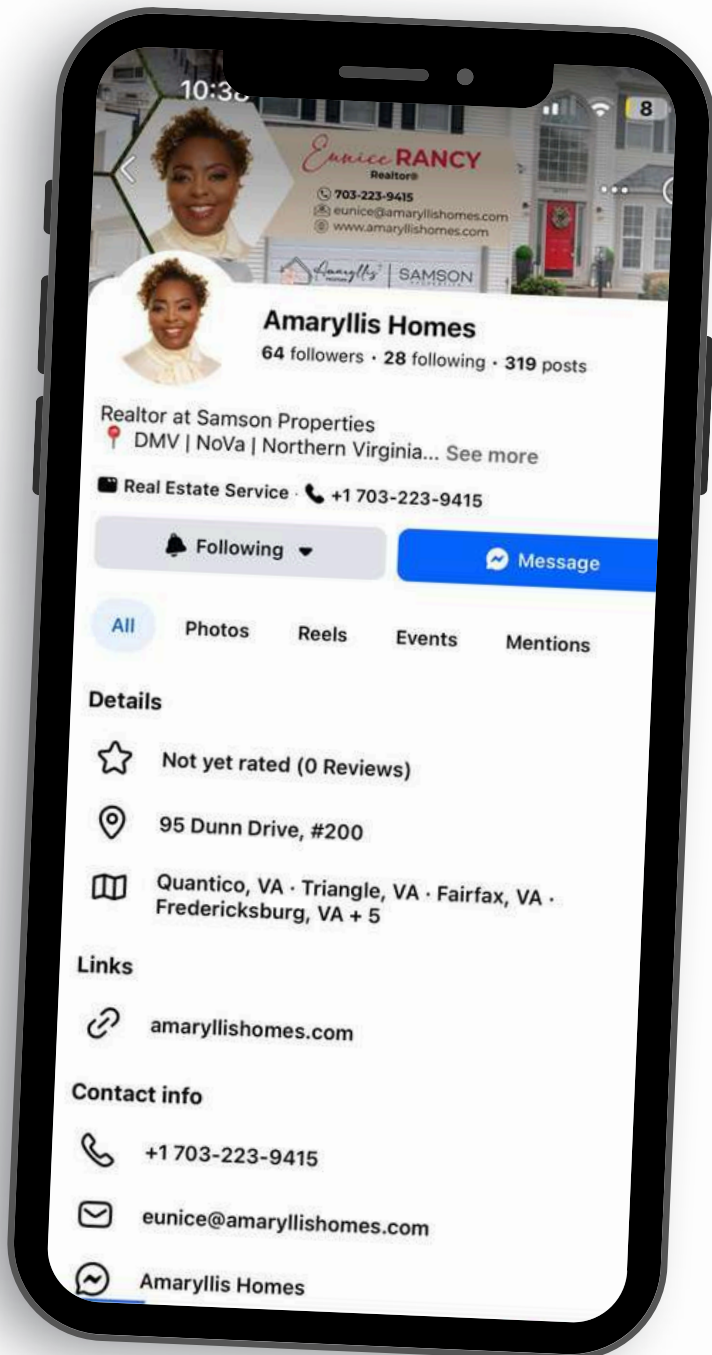 10:38
8
Eunice RANCY
Realtor®
703-223-9415
eunice@amaryllishomes.com
www.amaryllishomes.com
Amaryllis | SAMSON
Amaryllis Homes
64 followers · 28 following · 319 posts
Realtor at Samson Properties
📍 DMV | NoVa | Northern Virginia... See more
Real Estate Service · +1 703-223-9415
Following
Message
All
Photos
Reels
Events
Mentions
Details
Not yet rated (0 Reviews)
95 Dunn Drive, #200
Quantico, VA · Triangle, VA · Fairfax, VA ·
Fredericksburg, VA + 5
Links
amaryllishomes.com
Contact info
+1 703-223-9415
eunice@amaryllishomes.com
Amaryllis Homes